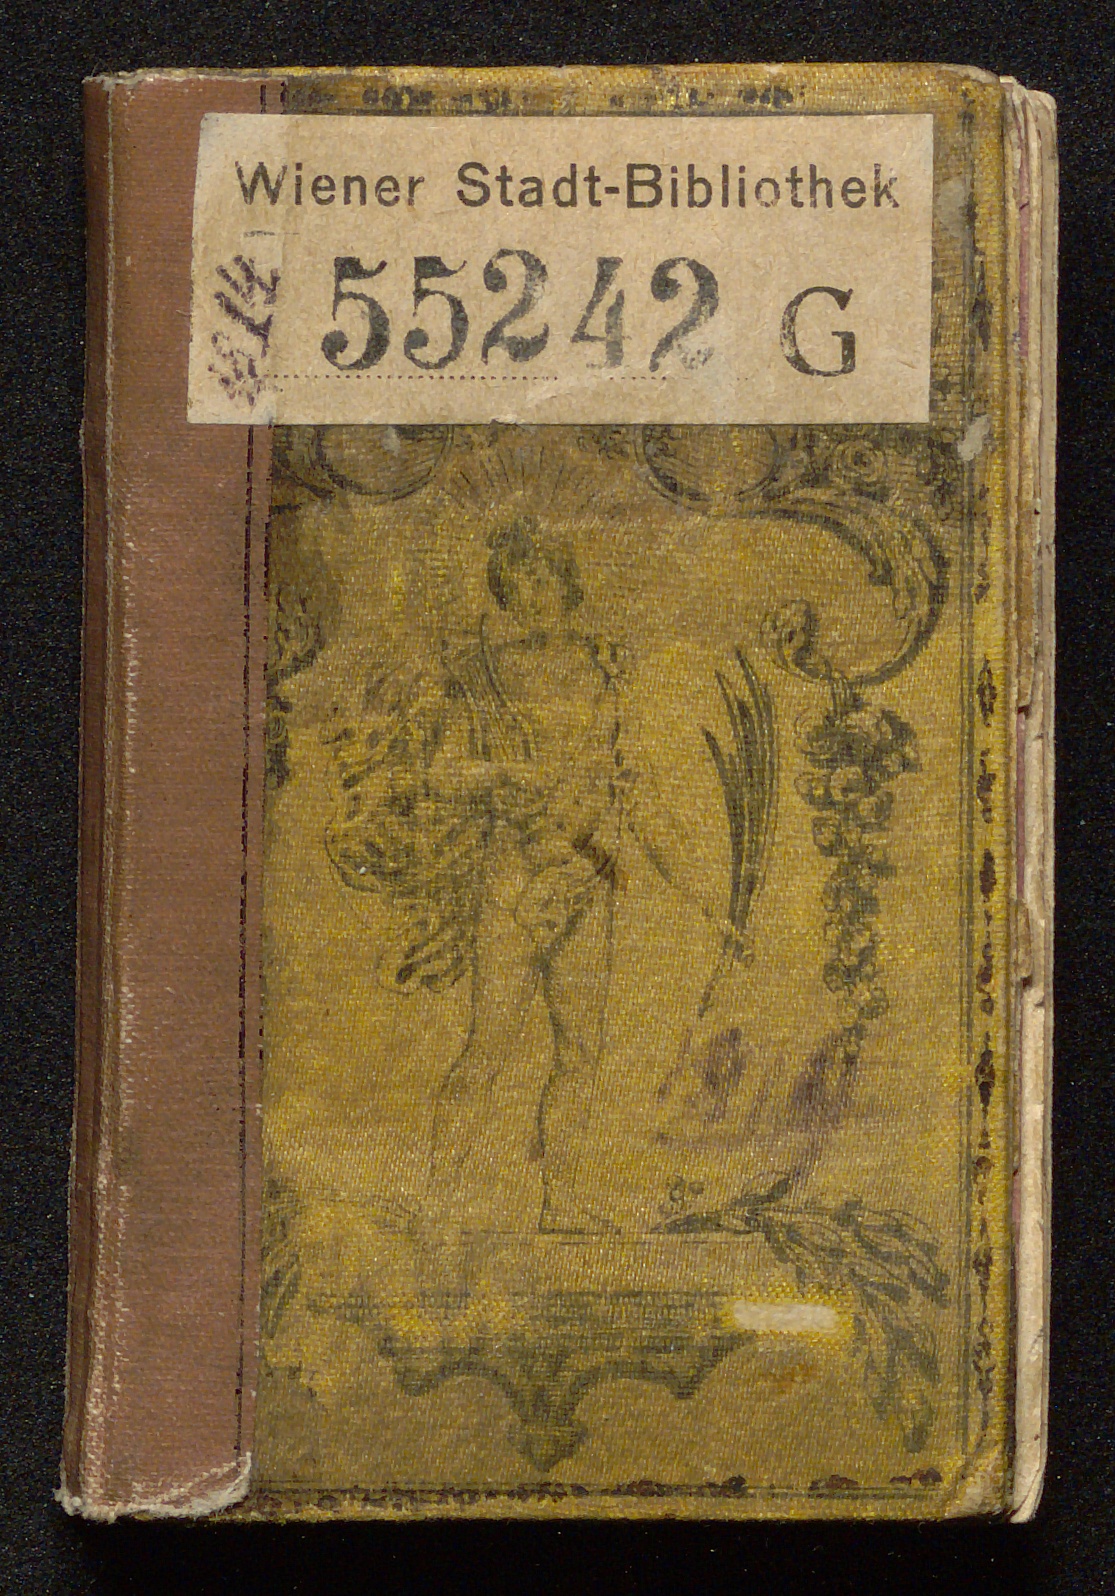 Wiener Stadt-Bibliothek
55242 G